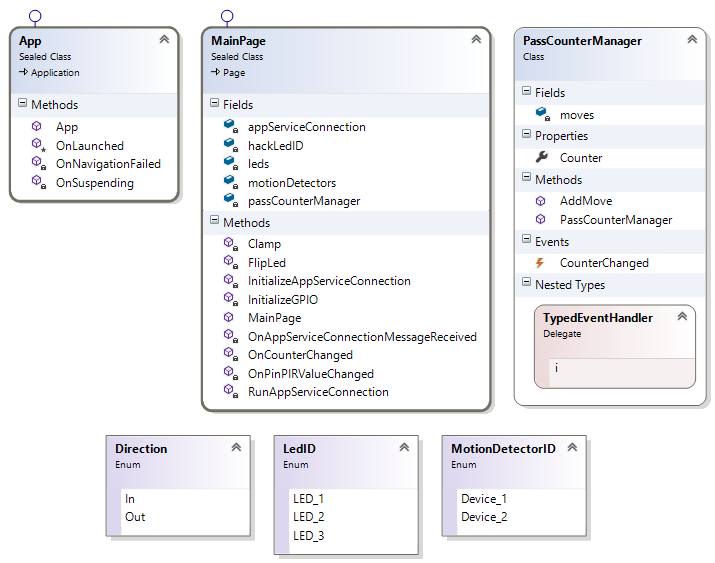 App
Sealed Class
Application
Methods
App
OnLaunched
OnNavigationFailed
OnSuspending
MainPage
Sealed Class
Page
Fields
appServiceConnection
hackLedID
leds
motionDetectors
passCounterManager
Methods
Clamp
FlipLed
InitializeAppServiceConnection
InitializeGPIO
MainPage
OnAppServiceConnectionMessageReceived
OnCounterChanged
OnPinPIRValueChanged
RunAppServiceConnection
PassCounterManager
Class
Fields
moves
Properties
Counter
Methods
AddMove
PassCounterManager
Events
CounterChanged
Nested Types
TypedEventHandler
Delegate
i
Direction
Enum
In
Out
LedID
Enum
LED_1
LED_2
LED_3
MotionDetectorID
Enum
Device_1
Device_2